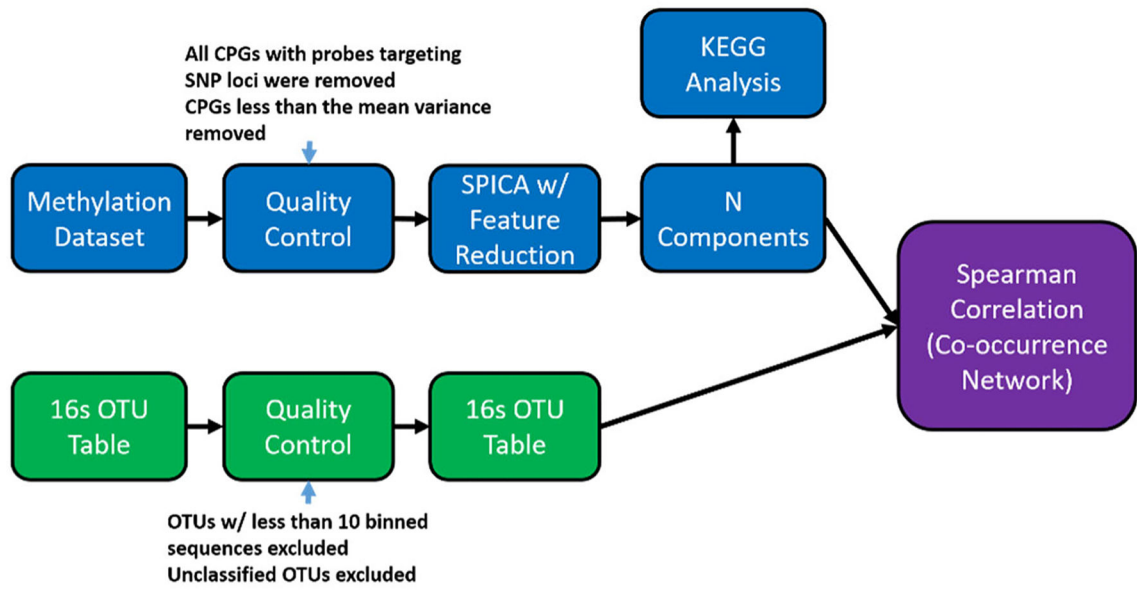 All CPGs with probes targeting
SNP loci were removed
CPGs less than the mean variance
removed
KEGG
Analysis
Methylation
Dataset
Quality
Control
SPICA w/
Feature
Reduction
N
Components
Spearman
Correlation
(Co-occurrence
Network)
16s OTU
Table
Quality
Control
16s OTU
Table
OTUs w/ less than 10 binned
sequences excluded
Unclassified OTUs excluded